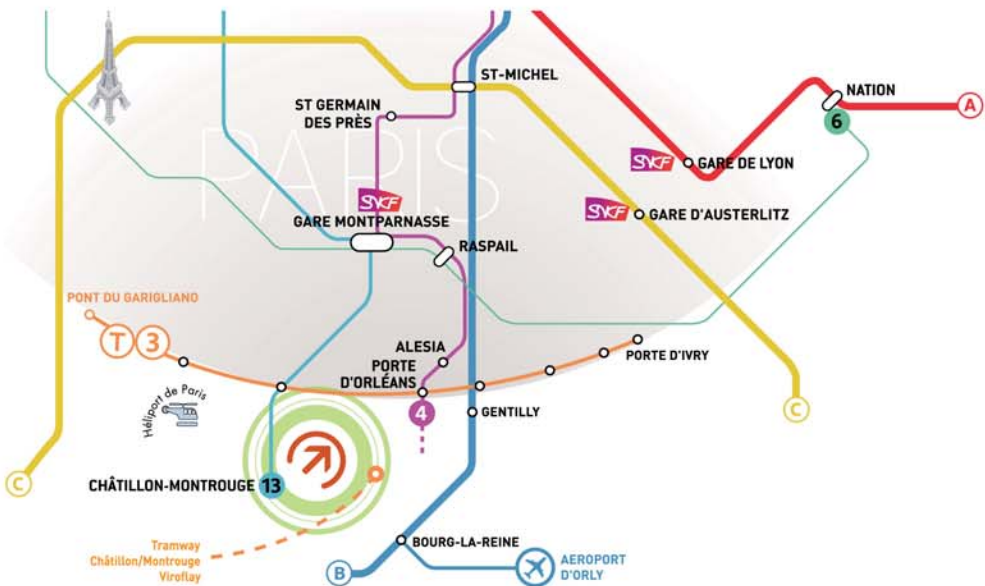 ST-MICHEL
NATION
A
6
ST GERMAIN
DES PRÈS
PARIS
SNCF
GARE DE LYON
SNCF
GARE MONTPARNASSE
SNCF
GARE D'AUSTERLITZ
RASPAIL
PONT DU GARIGLIANO
T 3
ALESIA
PORTE
D'ORLÉANS
PORTE D'IVRY
Héliport de Paris
4
GENTILLY
C
C
CHÂTILLON-MONTROUGE 13
Tramway
Châtillon/Montrouge
Viroflay
BOURG-LA-REINE
B
AEROPORT
D'ORLY